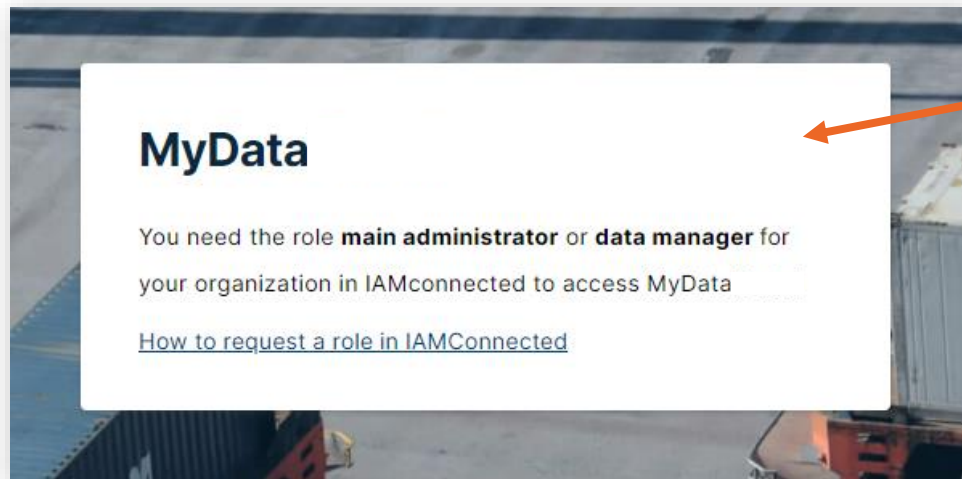 MyData
You need the role main administrator or data manager for
your organization in IAMconnected to access MyData
How to request a role in IAMConnected